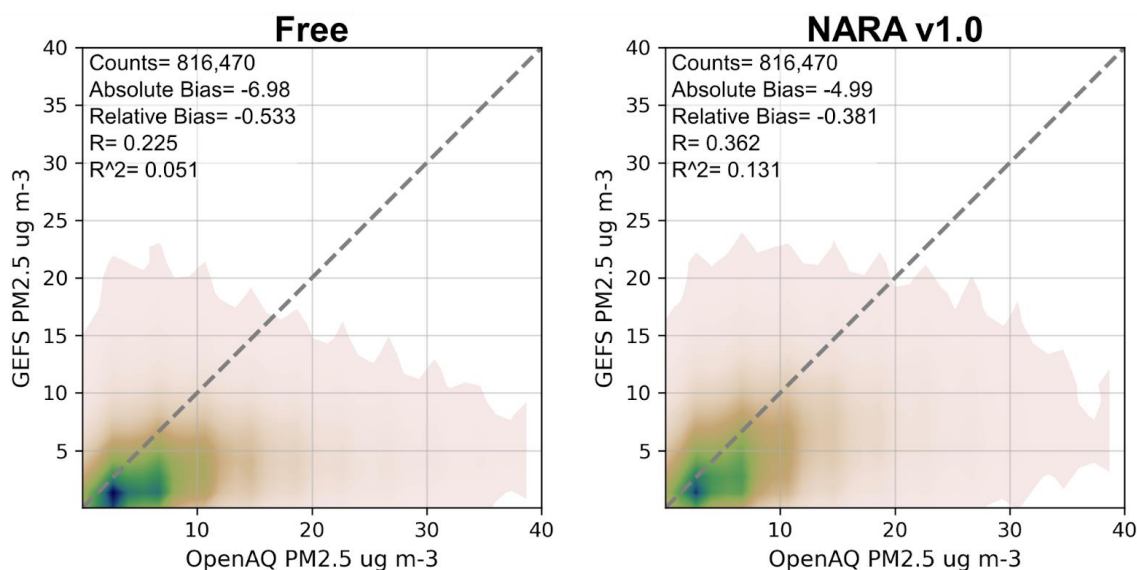 Free
Counts= 816,470
Absolute Bias= -6.98
Relative Bias= -0.533
R= 0.225
R^2= 0.051
40
35
30
25
20
15
10
5
GEFS PM2.5 ug m-3
10
20
30
40
OpenAQ PM2.5 ug m-3
NARA v1.0
Counts= 816,470
Absolute Bias= -4.99
Relative Bias= -0.381
R= 0.362
R^2= 0.131
40
35
30
25
20
15
10
5
GEFS PM2.5 ug m-3
10
20
30
40
OpenAQ PM2.5 ug m-3